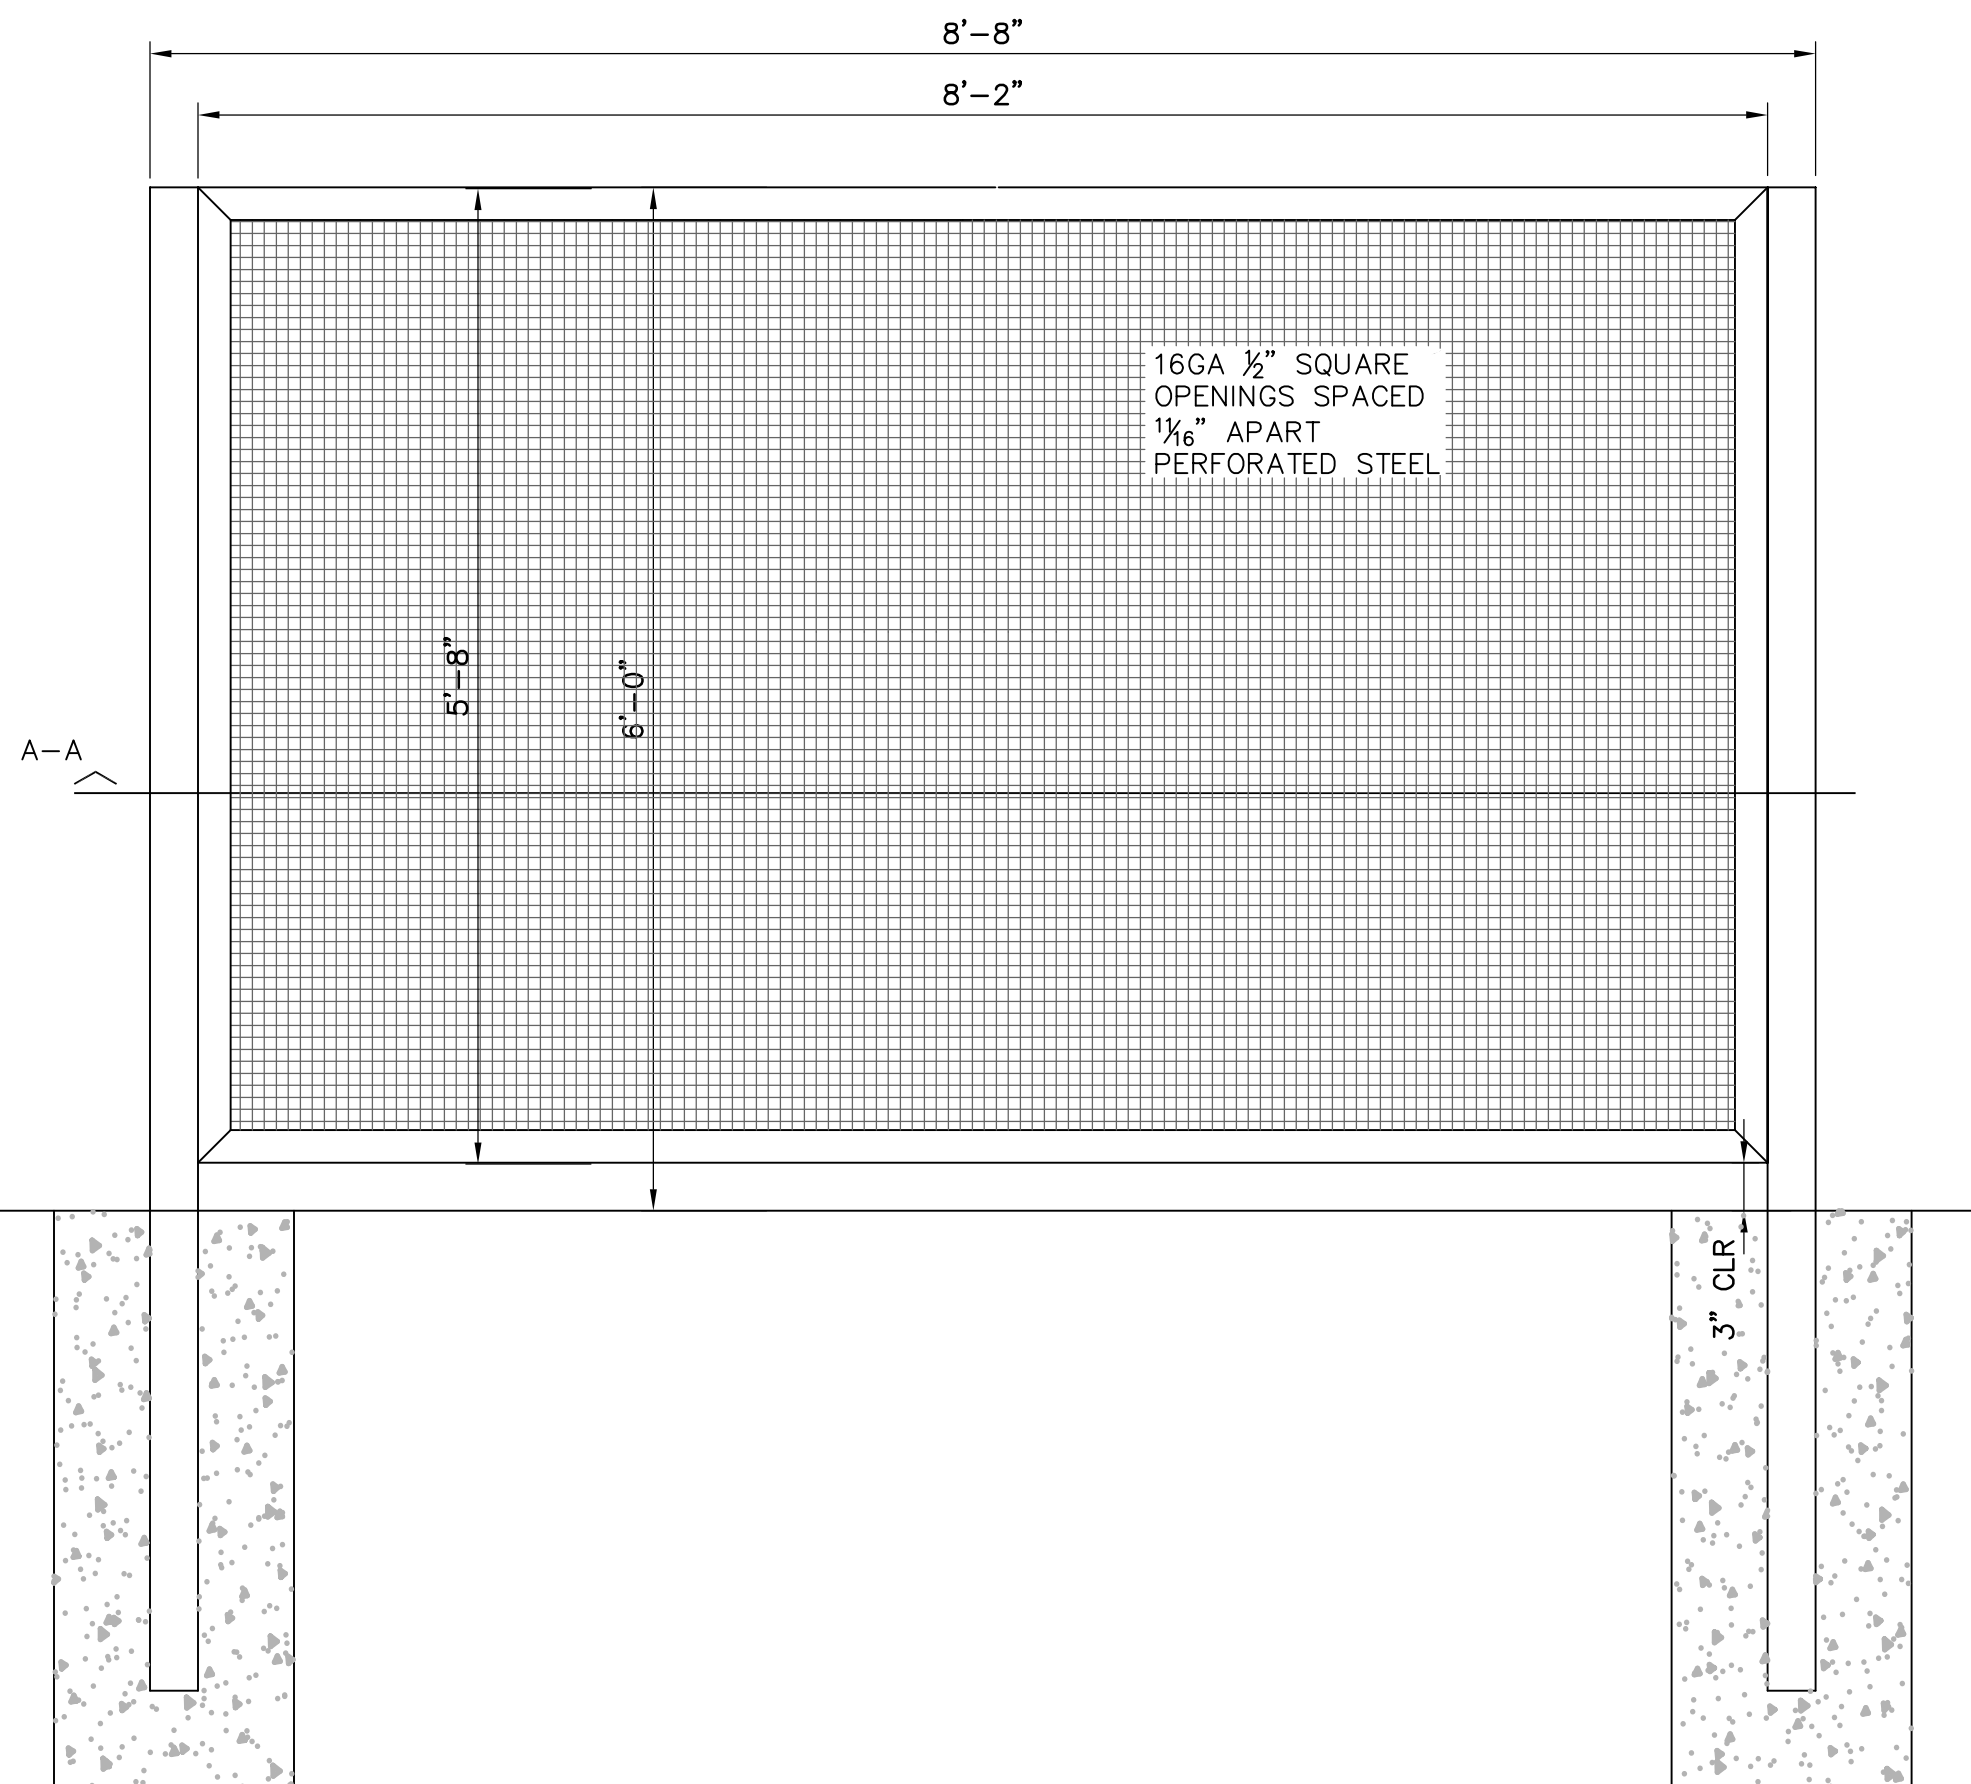 8'-8"
8'-2"
16GA ½" SQUARE
OPENINGS SPACED
11⁄16" APART
PERFORATED STEEL
5'-8"
6'-0"
A-A
3" CLR